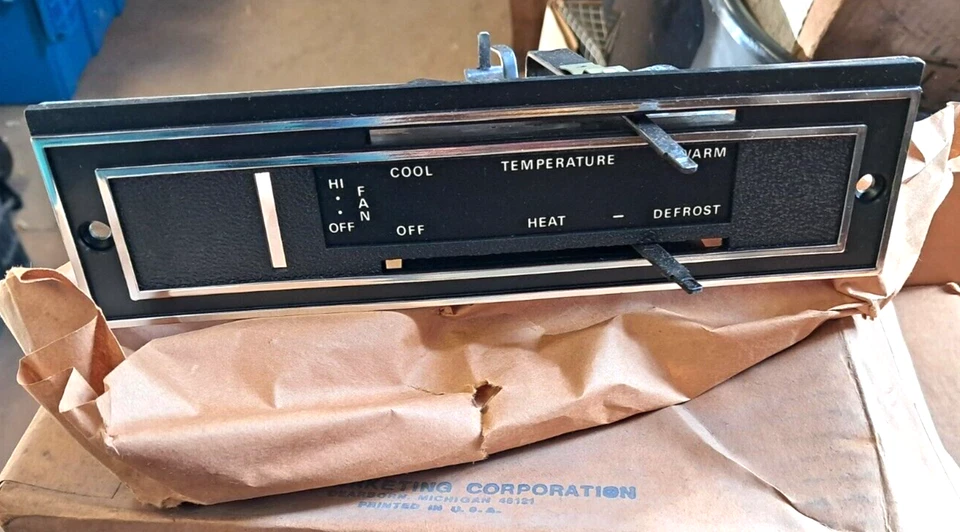 COOL TEMPERATURE WARM
HI
FAN
OFF
OFF HEAT – DEFROST
MARKETING CORPORATION
DEARBORN, MICHIGAN 48121
PRINTED IN U.S.A.